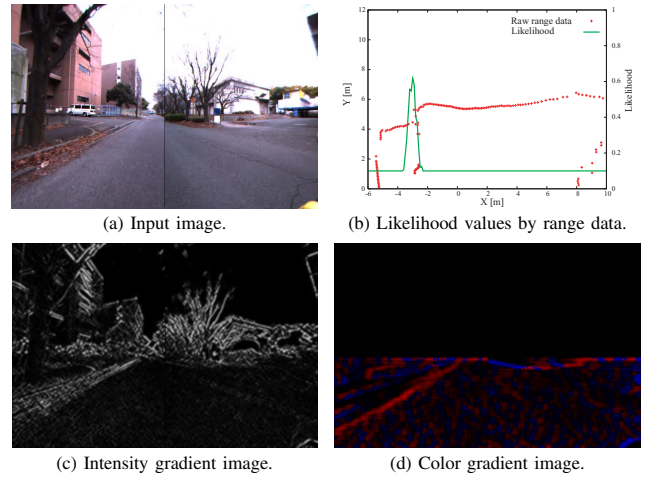 12
10
8
6
4
2
0
Y [m]
-6
-4
-2
0
2
4
6
8
10
X [m]
1
0.8
0.6
0.4
0.2
0
Likelihood
Raw range data
Likelihood
(a) Input image.
(b) Likelihood values by range data.
(c) Intensity gradient image.
(d) Color gradient image.